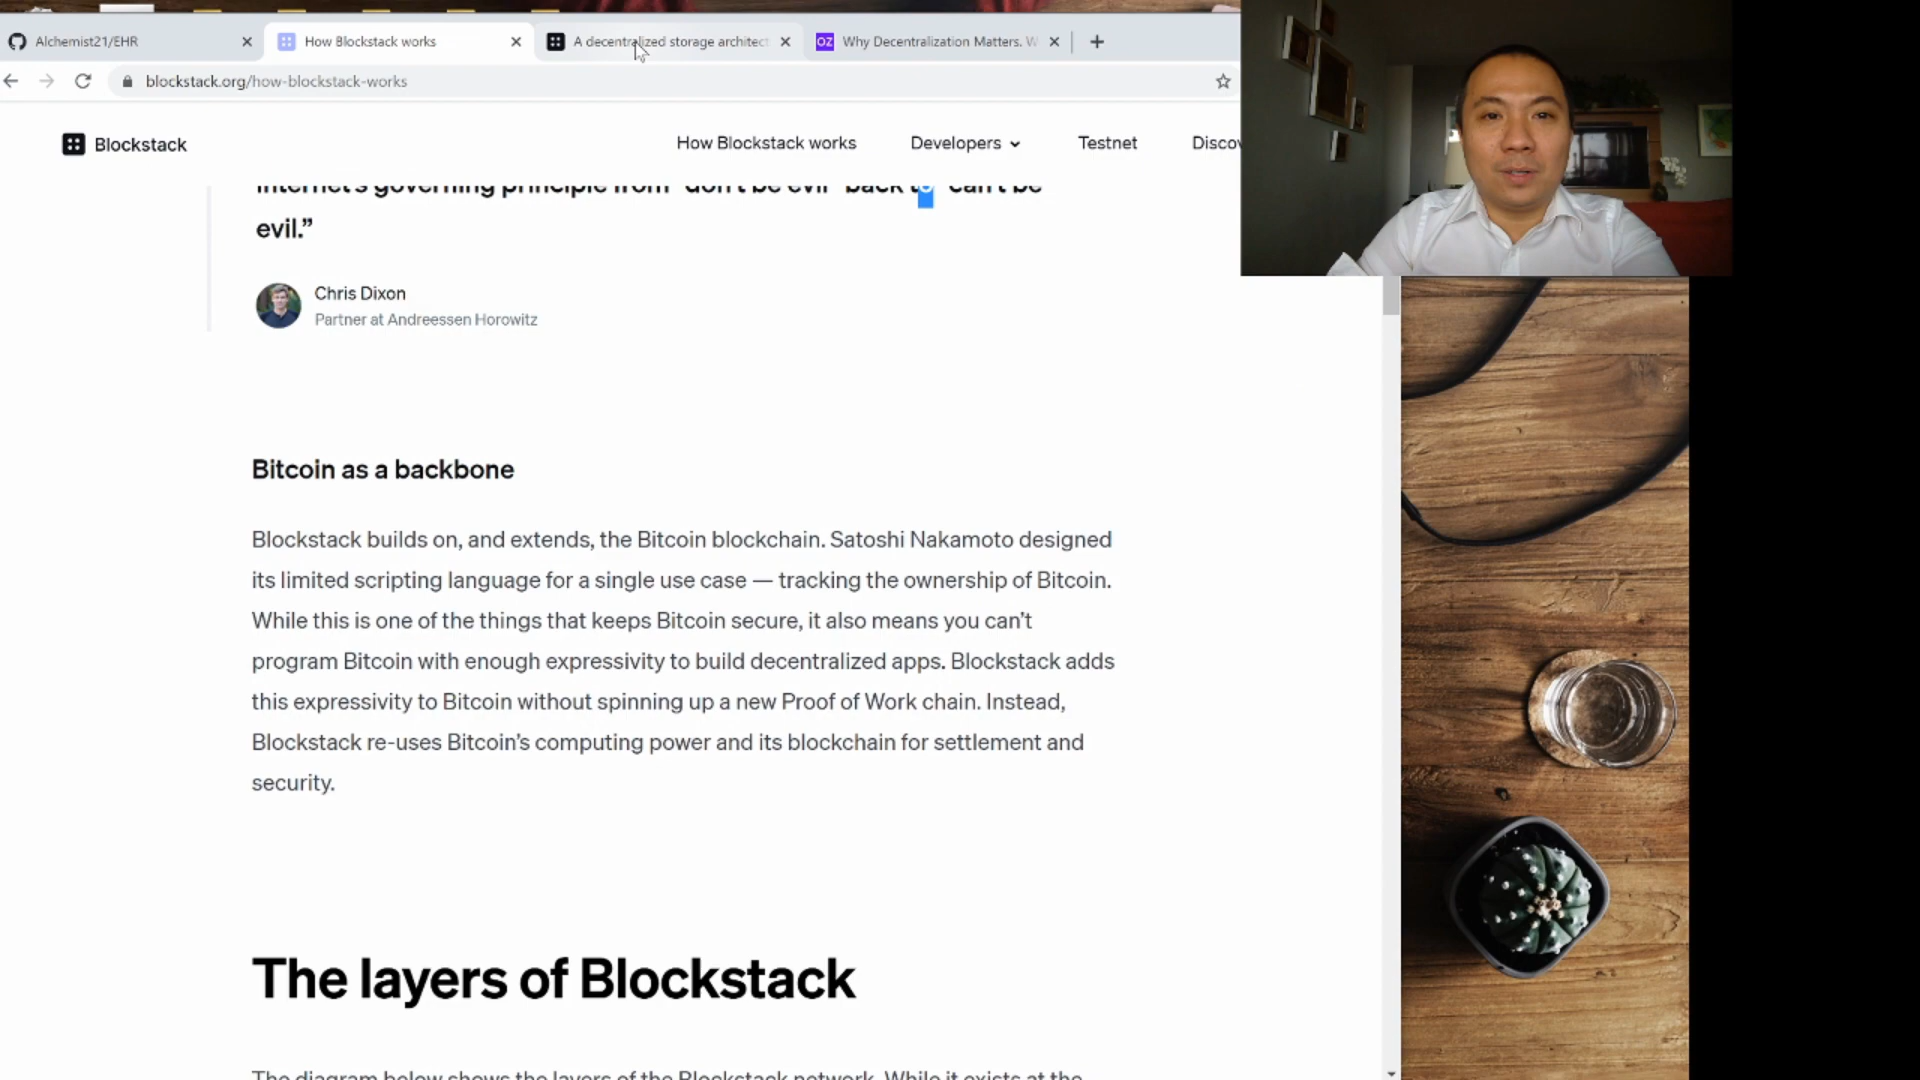 Alchemist21/EHR
How Blockstack works
A decentralized storage architect
Why Decentralization Matters. W
blockstack.org/how-blockstack-works
Blockstack
How Blockstack works
Developers
Testnet
Discov
Internet's governing principle from "don't be evil" back to "can't be
evil.”
Chris Dixon
Partner at Andreessen Horowitz
Bitcoin as a backbone
Blockstack builds on, and extends, the Bitcoin blockchain. Satoshi Nakamoto designed
its limited scripting language for a single use case — tracking the ownership of Bitcoin.
While this is one of the things that keeps Bitcoin secure, it also means you can’t
program Bitcoin with enough expressivity to build decentralized apps. Blockstack adds
this expressivity to Bitcoin without spinning up a new Proof of Work chain. Instead,
Blockstack re-uses Bitcoin’s computing power and its blockchain for settlement and
security.
The layers of Blockstack
The diagram below shows the layers of the Blockstack network. While it exists at the